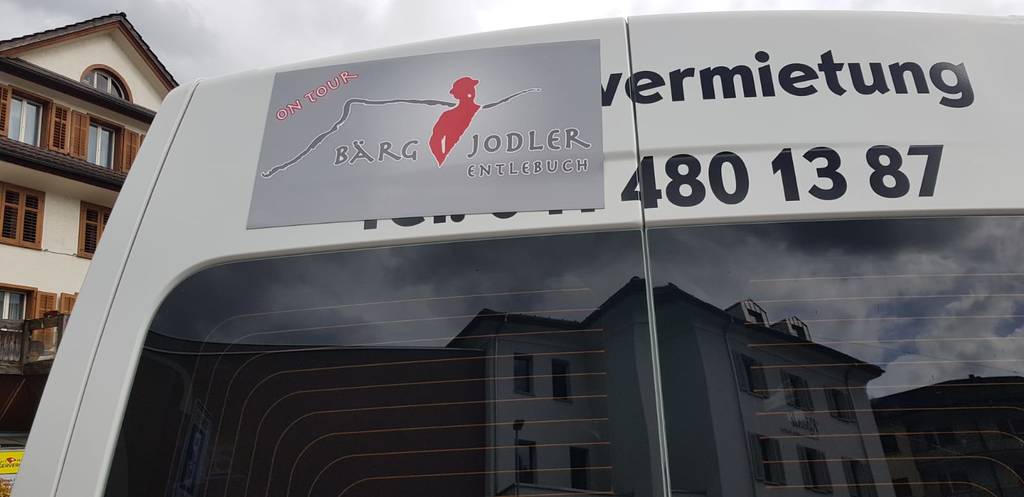 ON TOUR
vermietung
BÄRG JODLER
ENTLEBUCH
480 13 87